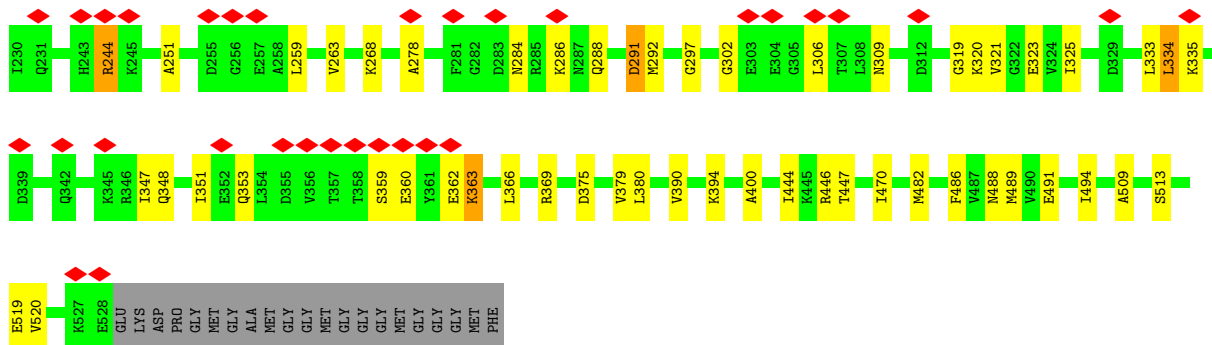 I230 Q231 H243 R244 K245 A251 D255 G256 E257 A258 L259 V263 K268 A278 F281 G282 D283 N284 R285 K286 N287 Q288 D291 M292 G297 G302 E303 E304 G305 L306 T307 L308 N309 D312 G319 K320 V321 G322 E323 V324 I325 D329 L333 L334 K335
D339 Q342 K345 R346 I347 Q348 I351 E352 Q353 L354 D355 V356 T357 T358 S359 E360 Y361 E362 K363 L366 R369 D375 V379 L380 V390 K394 A400 I444 K445 R446 T447 I470 M482 F486 V487 N488 M489 V490 E491 I494 A509 S513
E519 V520 K527 E528 GLU LYS ASP PRO GLY MET GLY ALA MET GLY GLY MET GLY GLY GLY MET GLY GLY GLY MET PHE